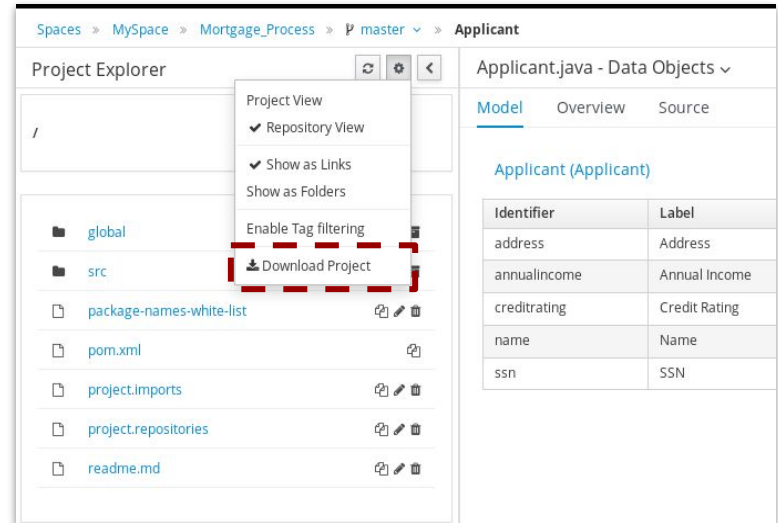 Spaces » MySpace » Mortgage_Process » master » Applicant
Project Explorer
Project View
Repository View
Show as Links
Show as Folders
Enable Tag filtering
Download Project
/
global
src
package-names-white-list
pom.xml
project.imports
project.repositories
readme.md
Applicant.java - Data Objects
Model Overview Source
Applicant (Applicant)
Identifier Label
address Address
annualincome Annual Income
creditrating Credit Rating
name Name
ssn SSN